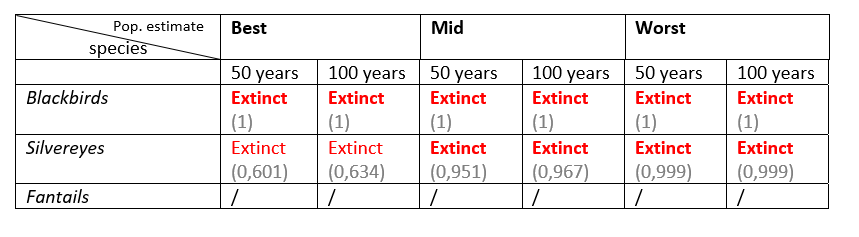 Pop. estimate Best Mid Worst
species
50 years 100 years 50 years 100 years 50 years 100 years
Blackbirds Extinct Extinct Extinct Extinct Extinct Extinct
(1) (1) (1) (1) (1) (1)
Silvereyes Extinct Extinct Extinct Extinct Extinct Extinct
(0,601) (0,634) (0,951) (0,967) (0,999) (0,999)
Fantails / / / / / /